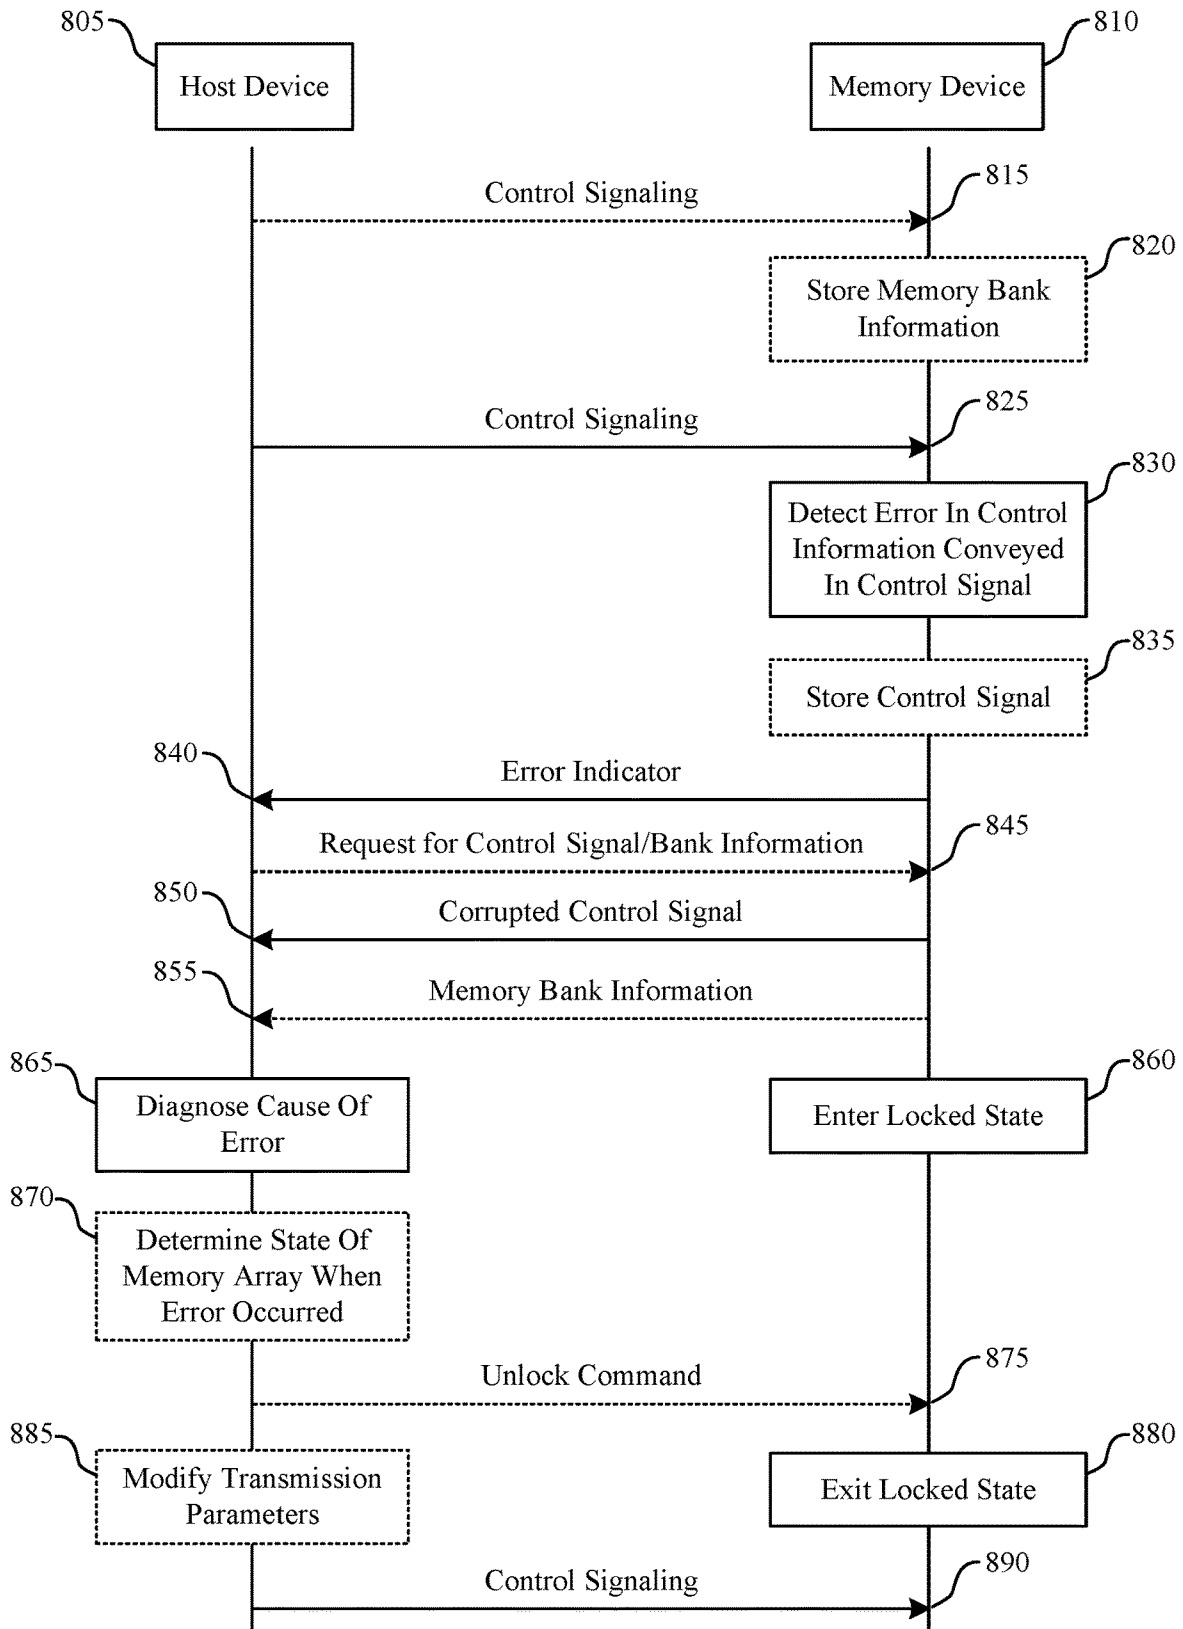 805
810
Host Device
Memory Device
Control Signaling
815
820
Store Memory Bank
Information
Control Signaling
825
830
Detect Error In Control
Information Conveyed
In Control Signal
835
Store Control Signal
840
Error Indicator
Request for Control Signal/Bank Information
845
850
Corrupted Control Signal
855
Memory Bank Information
865
860
Diagnose Cause Of
Error
Enter Locked State
870
Determine State Of
Memory Array When
Error Occurred
Unlock Command
875
885
880
Modify Transmission
Parameters
Exit Locked State
Control Signaling
890